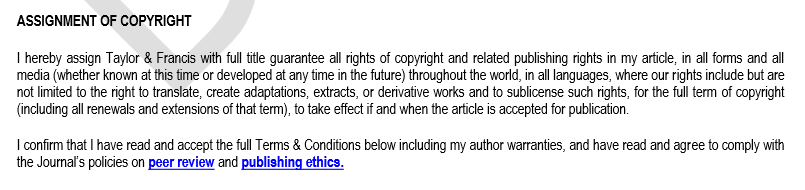 ASSIGNMENT OF COPYRIGHT
I hereby assign Taylor & Francis with full title guarantee all rights of copyright and related publishing rights in my article, in all forms and all
media (whether known at this time or developed at any time in the future) throughout the world, in all languages, where our rights include but are
not limited to the right to translate, create adaptations, extracts, or derivative works and to sublicense such rights, for the full term of copyright
(including all renewals and extensions of that term), to take effect if and when the article is accepted for publication.
I confirm that I have read and accept the full Terms & Conditions below including my author warranties, and have read and agree to comply with
the Journal's policies on peer review and publishing ethics.